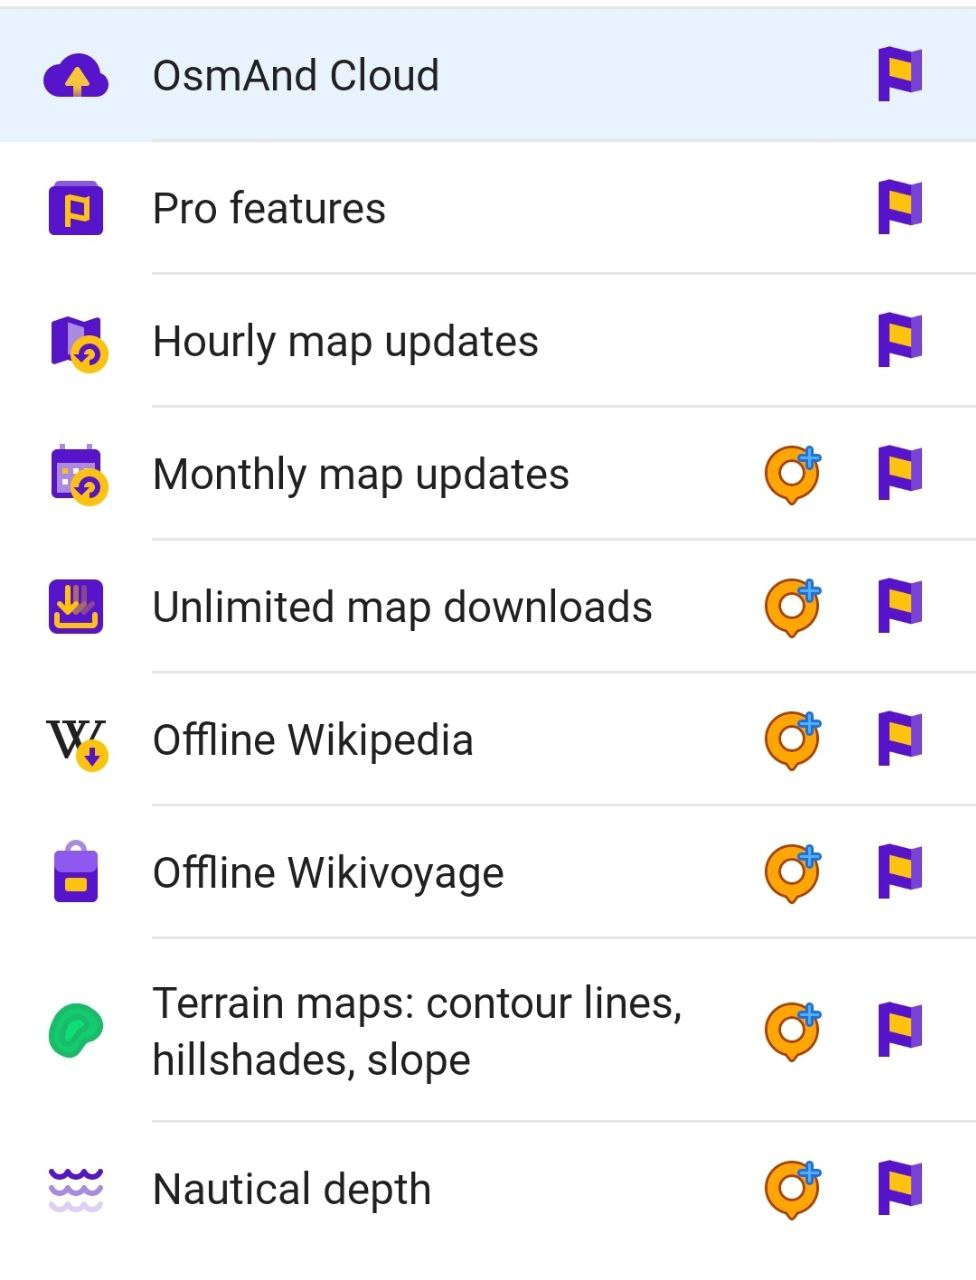 OsmAnd Cloud
Pro features
Hourly map updates
Monthly map updates
Unlimited map downloads
Offline Wikipedia
Offline Wikivoyage
Terrain maps: contour lines,
hillshades, slope
Nautical depth